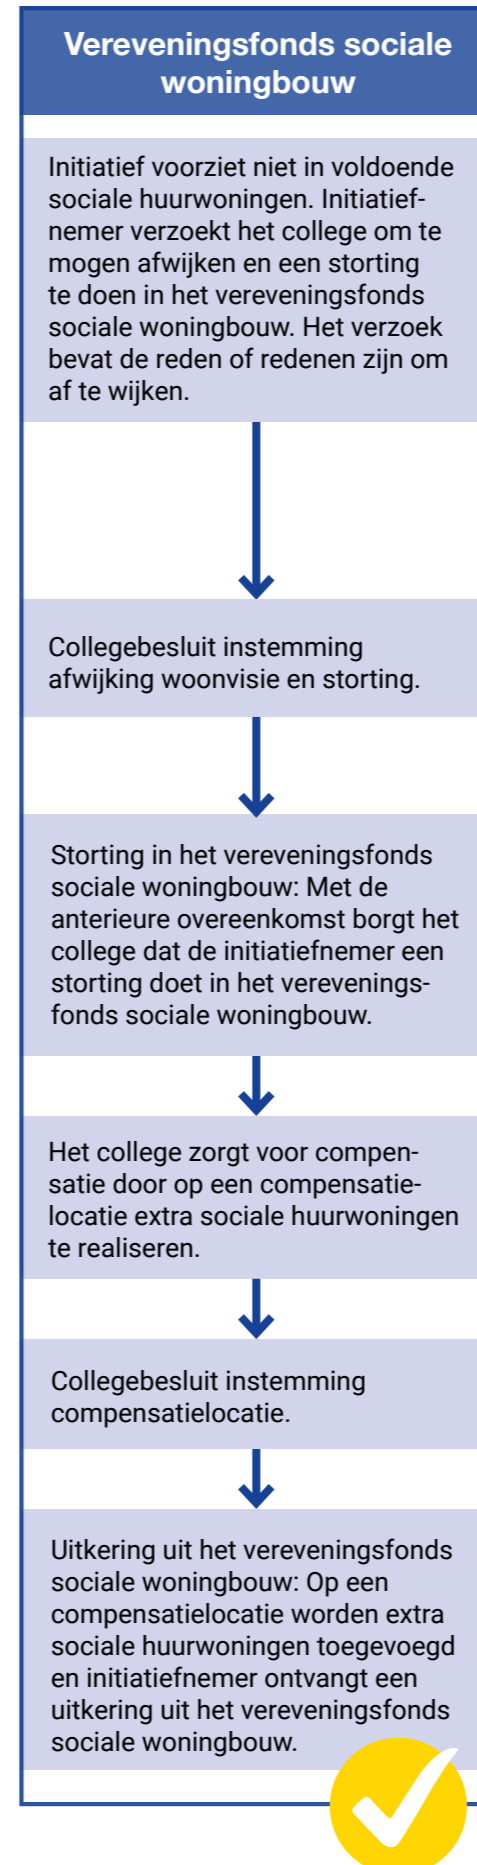 Vereveningsfonds sociale
woningbouw
Initiatief voorziet niet in voldoende
sociale huurwoningen. Initiatief-
nemer verzoekt het college om te
mogen afwijken en een storting
te doen in het vereveningsfonds
sociale woningbouw. Het verzoek
bevat de reden of redenen zijn om
af te wijken.
Collegebesluit instemming
afwijking woonvisie en storting.
Storting in het vereveningsfonds
sociale woningbouw: Met de
anterieure overeenkomst borgt het
college dat de initiatiefnemer een
storting doet in het verevenings-
fonds sociale woningbouw.
Het college zorgt voor compen-
satie door op een compensatie-
locatie extra sociale huurwoningen
te realiseren.
Collegebesluit instemming
compensatielocatie.
Uitkering uit het vereveningsfonds
sociale woningbouw: Op een
compensatielocatie worden extra
sociale huurwoningen toegevoegd
en initiatiefnemer ontvangt een
uitkering uit het vereveningsfonds
sociale woningbouw.